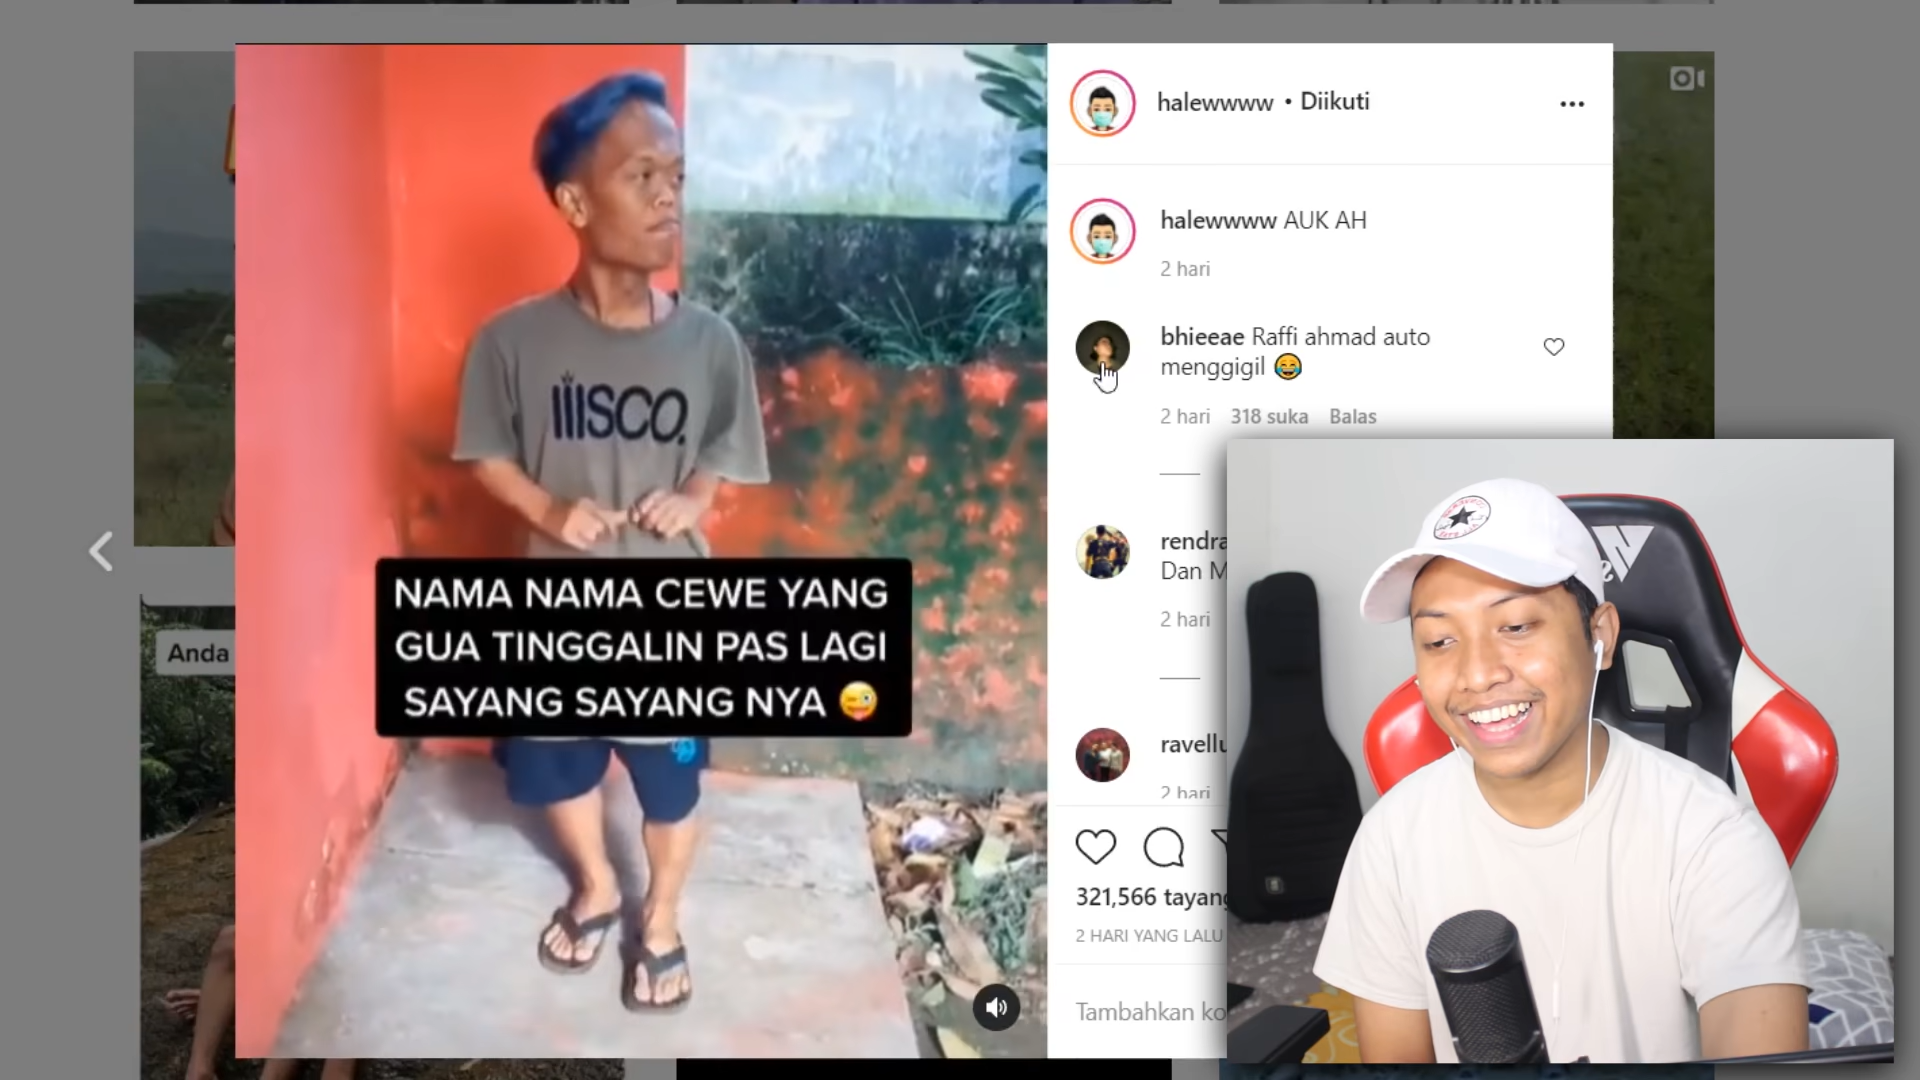 halewwww • Diikuti
halewwww AUK AH
2 hari
bhieeae Raffi ahmad auto
menggigil 😂
2 hari 318 suka Balas
IIISCO.
NAMA NAMA CEWE YANG
GUA TINGGALIN PAS LAGI
SAYANG SAYANG NYA 😜
Anda
2 hari
2 hari
321,566
2 HARI YANG LALU
Tambahkan